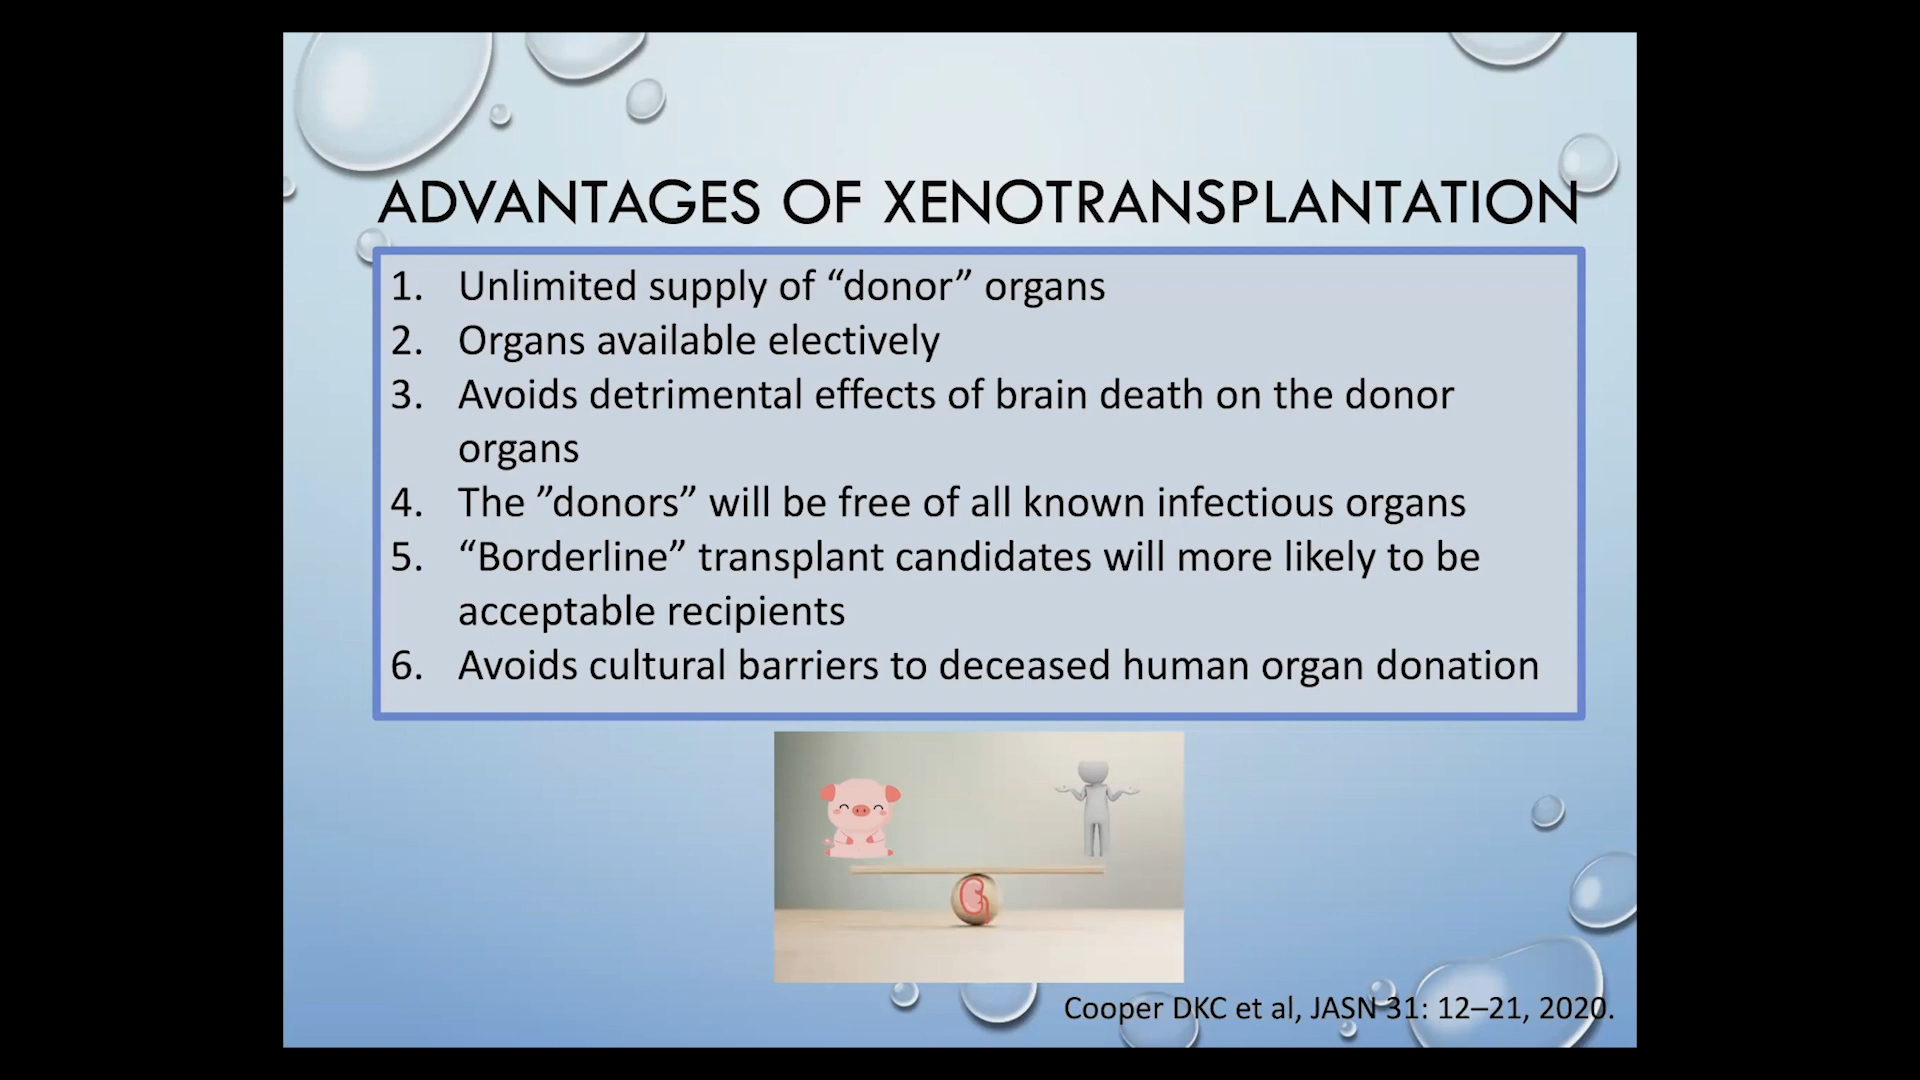 ADVANTAGES OF XENOTRANSPLANTATION
1. Unlimited supply of “donor” organs
2. Organs available electively
3. Avoids detrimental effects of brain death on the donor
organs
4. The ”donors” will be free of all known infectious organs
5. “Borderline” transplant candidates will more likely to be
acceptable recipients
6. Avoids cultural barriers to deceased human organ donation
Cooper DKC et al, JASN 31: 12–21, 2020.